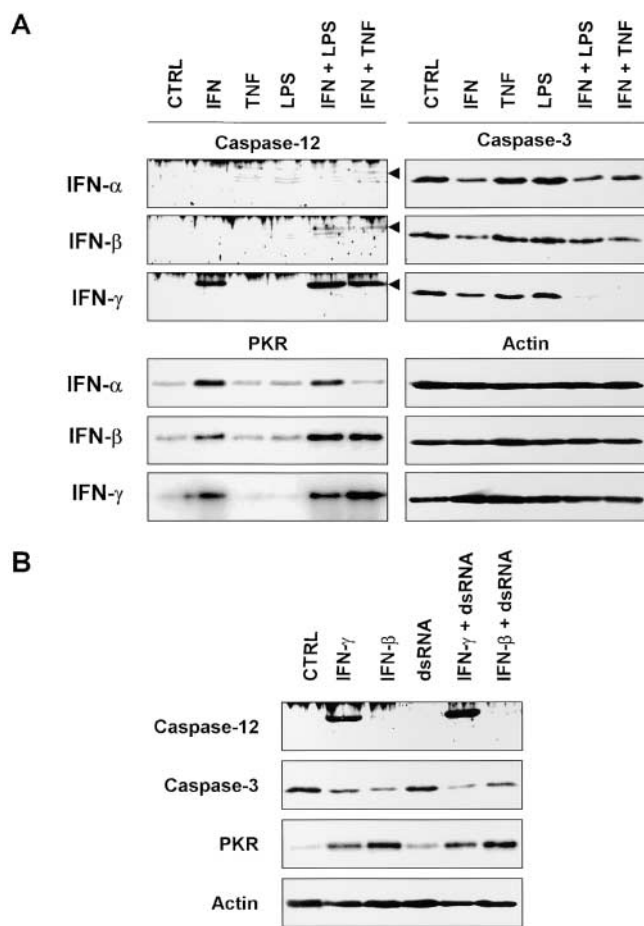 A
CTRL IFN TNF LPS IFN + LPS IFN + TNF CTRL IFN TNF LPS IFN + LPS IFN + TNF
Caspase-12 Caspase-3
IFN-α
IFN-β
IFN-γ
PKR Actin
IFN-α
IFN-β
IFN-γ
B
CTRL IFN-γ IFN-β dsRNA IFN-γ + dsRNA IFN-β + dsRNA
Caspase-12
Caspase-3
PKR
Actin